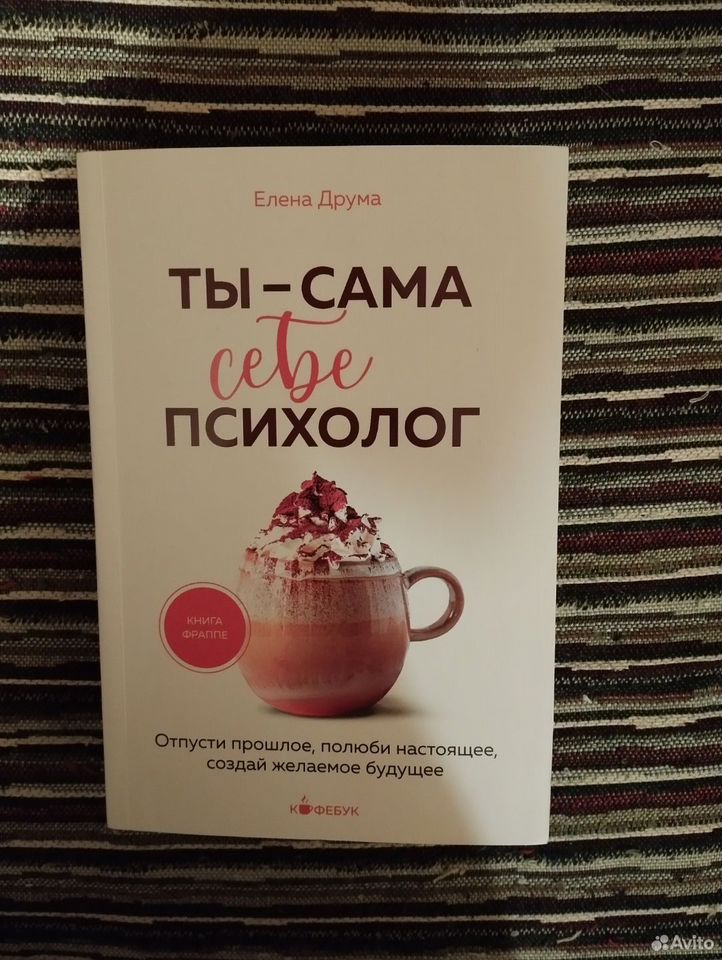 Елена Друма
ТЫ – САМА
себе
ПСИХОЛОГ
КНИГА
ФРАППЕ
Отпусти прошлое, полюби настоящее,
создай желаемое будущее
КОФЕБУК
Avito